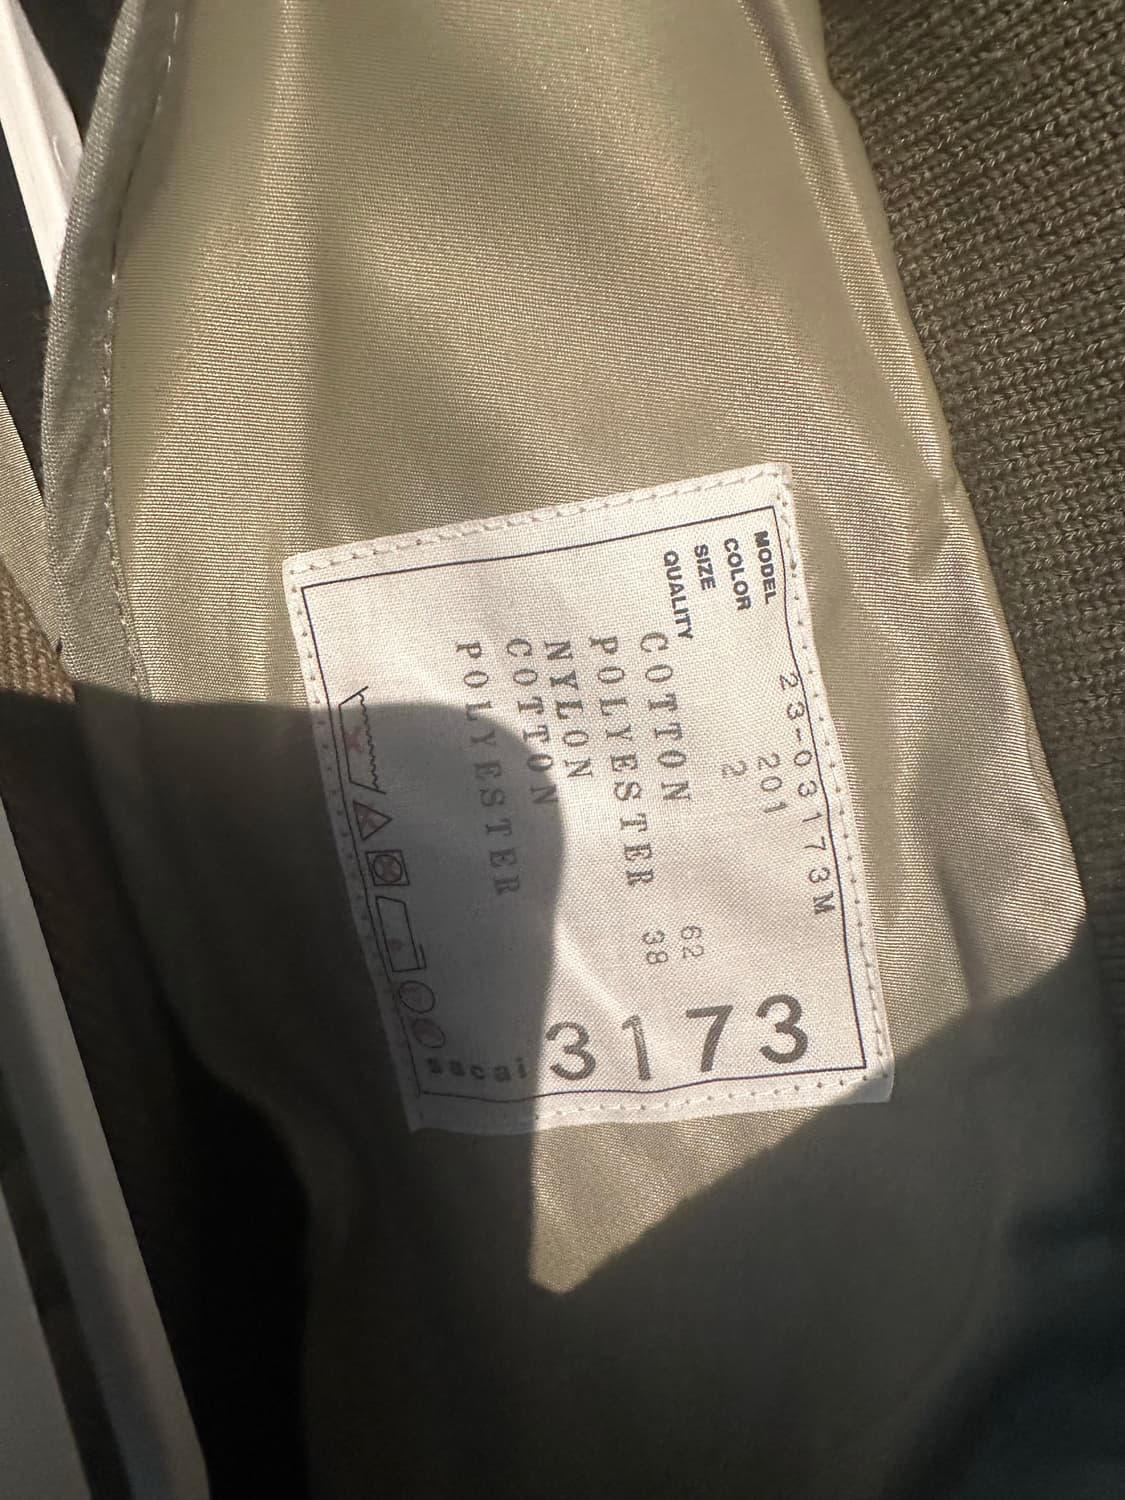 MODEL 23-03173M
COLOR 201
SIZE 2
QUALITY
COTTON 62
POLYESTER 38
NYLON
COTTON
POLYESTER
3173
sacai